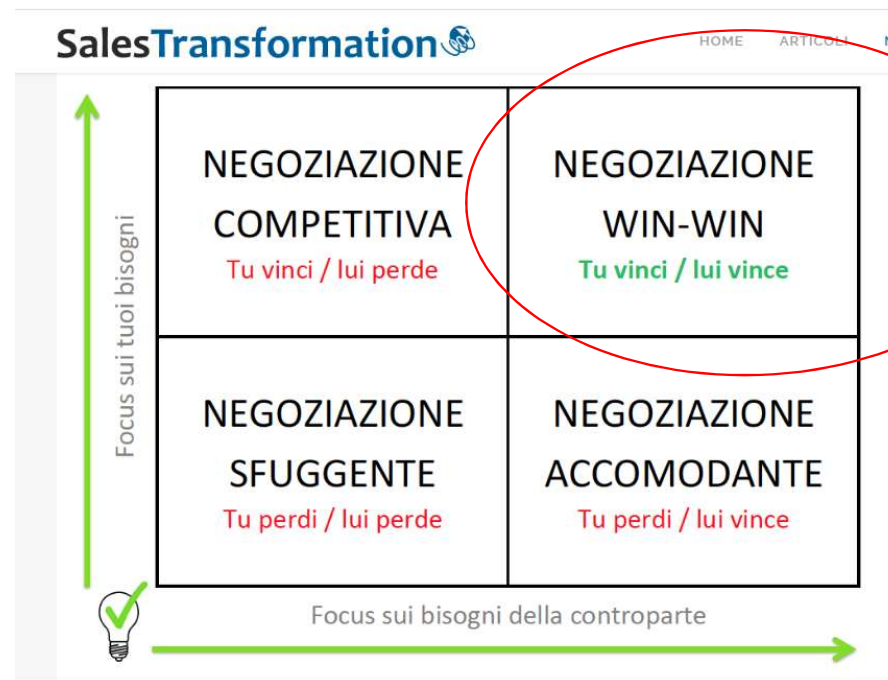 SalesTransformation
HOME ARTICOLI
NEGOZIAZIONE
COMPETITIVA
Tu vinci / lui perde
NEGOZIAZIONE
WIN-WIN
Tu vinci / lui vince
Focus sui tuoi bisogni
NEGOZIAZIONE
SFUGGENTE
Tu perdi / lui perde
NEGOZIAZIONE
ACCOMODANTE
Tu perdi / lui vince
Focus sui bisogni della controparte